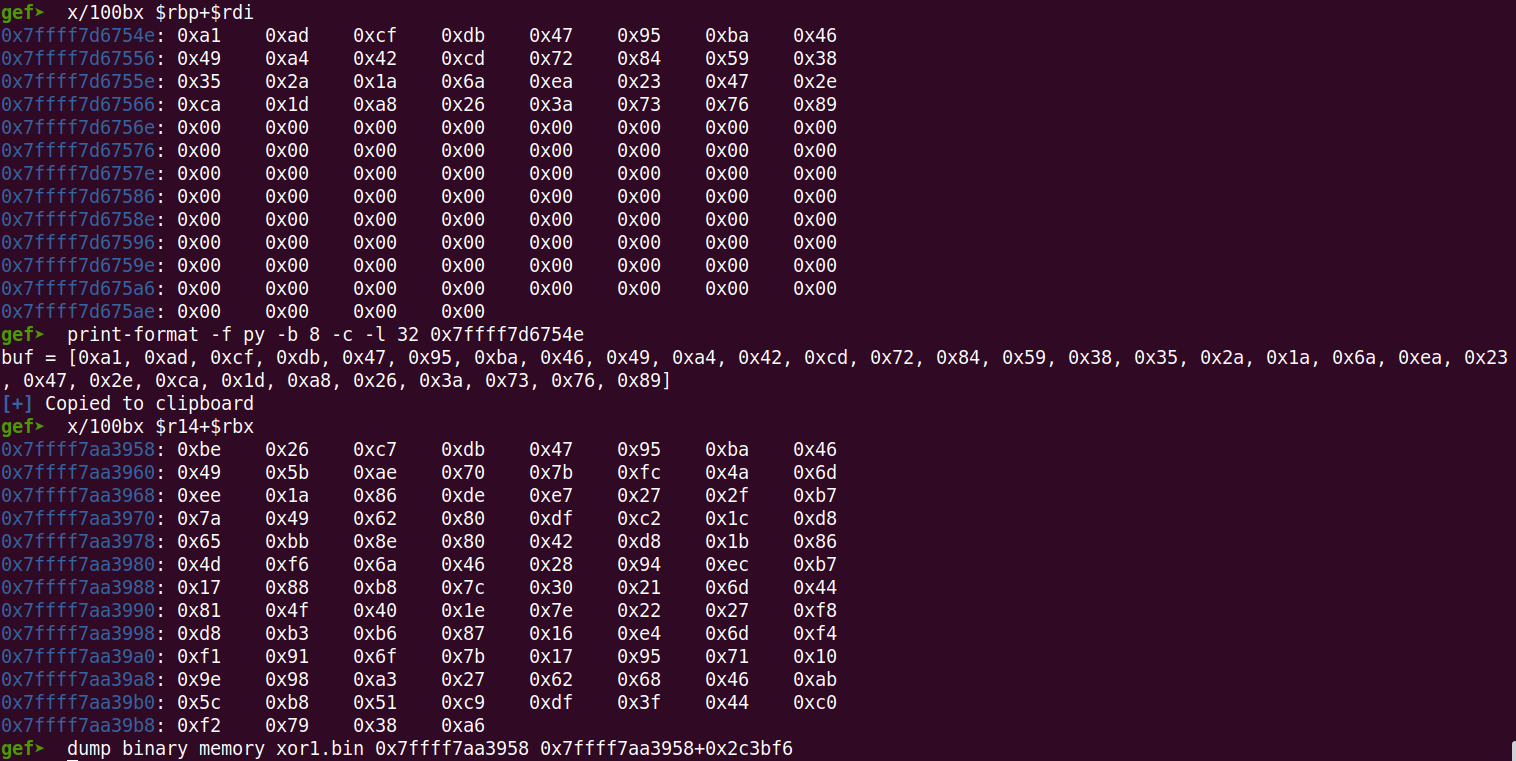 gef➤  x/100bx $rbp+$rdi
0x7ffff7d6754e: 0xa1    0xad    0xcf    0xdb    0x47    0x95    0xba    0x46
0x7ffff7d67556: 0x49    0xa4    0x42    0xcd    0x72    0x84    0x59    0x38
0x7ffff7d6755e: 0x35    0x2a    0x1a    0x6a    0xea    0x23    0x47    0x2e
0x7ffff7d67566: 0xca    0x1d    0xa8    0x26    0x3a    0x73    0x76    0x89
0x7ffff7d6756e: 0x00    0x00    0x00    0x00    0x00    0x00    0x00    0x00
0x7ffff7d67576: 0x00    0x00    0x00    0x00    0x00    0x00    0x00    0x00
0x7ffff7d6757e: 0x00    0x00    0x00    0x00    0x00    0x00    0x00    0x00
0x7ffff7d67586: 0x00    0x00    0x00    0x00    0x00    0x00    0x00    0x00
0x7ffff7d6758e: 0x00    0x00    0x00    0x00    0x00    0x00    0x00    0x00
0x7ffff7d67596: 0x00    0x00    0x00    0x00    0x00    0x00    0x00    0x00
0x7ffff7d6759e: 0x00    0x00    0x00    0x00    0x00    0x00    0x00    0x00
0x7ffff7d675a6: 0x00    0x00    0x00    0x00    0x00    0x00    0x00    0x00
0x7ffff7d675ae: 0x00    0x00    0x00    0x00
gef➤  print-format -f py -b 8 -c -l 32 0x7ffff7d6754e
buf = [0xa1, 0xad, 0xcf, 0xdb, 0x47, 0x95, 0xba, 0x46, 0x49, 0xa4, 0x42, 0xcd, 0x72, 0x84, 0x59, 0x38, 0x35, 0x2a, 0x1a, 0x6a, 0xea, 0x23
, 0x47, 0x2e, 0xca, 0x1d, 0xa8, 0x26, 0x3a, 0x73, 0x76, 0x89]
[+] Copied to clipboard
gef➤  x/100bx $r14+$rbx
0x7ffff7aa3958: 0xbe    0x26    0xc7    0xdb    0x47    0x95    0xba    0x46
0x7ffff7aa3960: 0x49    0x5b    0xae    0x70    0x7b    0xfc    0x4a    0x6d
0x7ffff7aa3968: 0xee    0x1a    0x86    0xde    0xe7    0x27    0x2f    0xb7
0x7ffff7aa3970: 0x7a    0x49    0x62    0x80    0xdf    0xc2    0x1c    0xd8
0x7ffff7aa3978: 0x65    0xbb    0x8e    0x80    0x42    0xd8    0x1b    0x86
0x7ffff7aa3980: 0x4d    0xf6    0x6a    0x46    0x28    0x94    0xec    0xb7
0x7ffff7aa3988: 0x17    0x88    0xb8    0x7c    0x30    0x21    0x6d    0x44
0x7ffff7aa3990: 0x81    0x4f    0x40    0x1e    0x7e    0x22    0x27    0xf8
0x7ffff7aa3998: 0xd8    0xb3    0xb6    0x87    0x16    0xe4    0x6d    0xf4
0x7ffff7aa39a0: 0xf1    0x91    0x6f    0x7b    0x17    0x95    0x71    0x10
0x7ffff7aa39a8: 0x9e    0x98    0xa3    0x27    0x62    0x68    0x46    0xab
0x7ffff7aa39b0: 0x5c    0xb8    0x51    0xc9    0xdf    0x3f    0x44    0xc0
0x7ffff7aa39b8: 0xf2    0x79    0x38    0xa6
gef➤  dump binary memory xor1.bin 0x7ffff7aa3958 0x7ffff7aa3958+0x2c3bf6